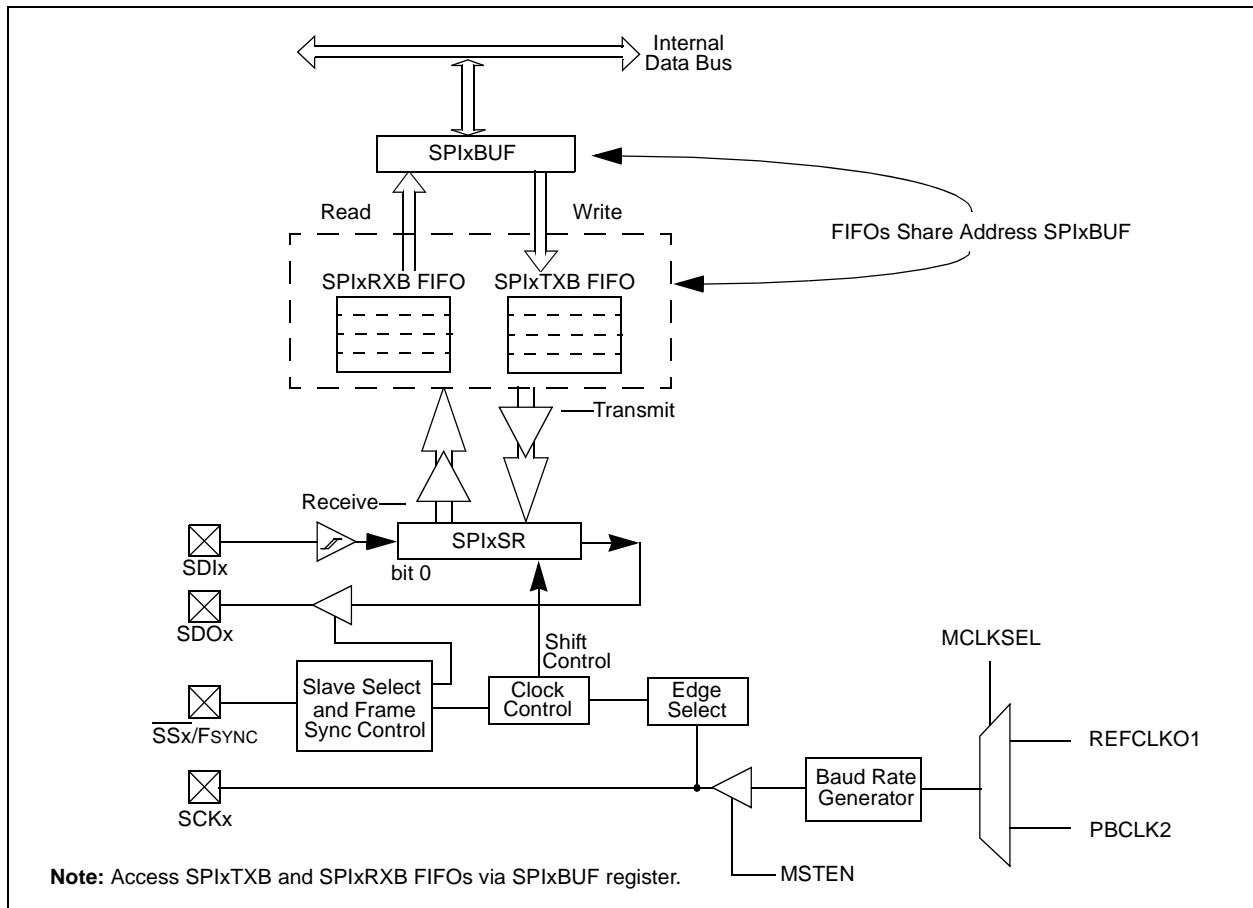 Internal
Data Bus
SPIxBUF
Read
Write
FIFOs Share Address SPIxBUF
SPIxRXB FIFO
SPIxTXB FIFO
Transmit
Receive
SPIxSR
SDIx
bit 0
SDOx
Shift
Control
MCLKSEL
Slave Select
and Frame
Sync Control
Clock
Control
Edge
Select
SSx/FSYNC
REFCLKO1
Baud Rate
Generator
SCKx
PBCLK2
MSTEN
Note: Access SPIxTXB and SPIxRXB FIFOs via SPIxBUF register.